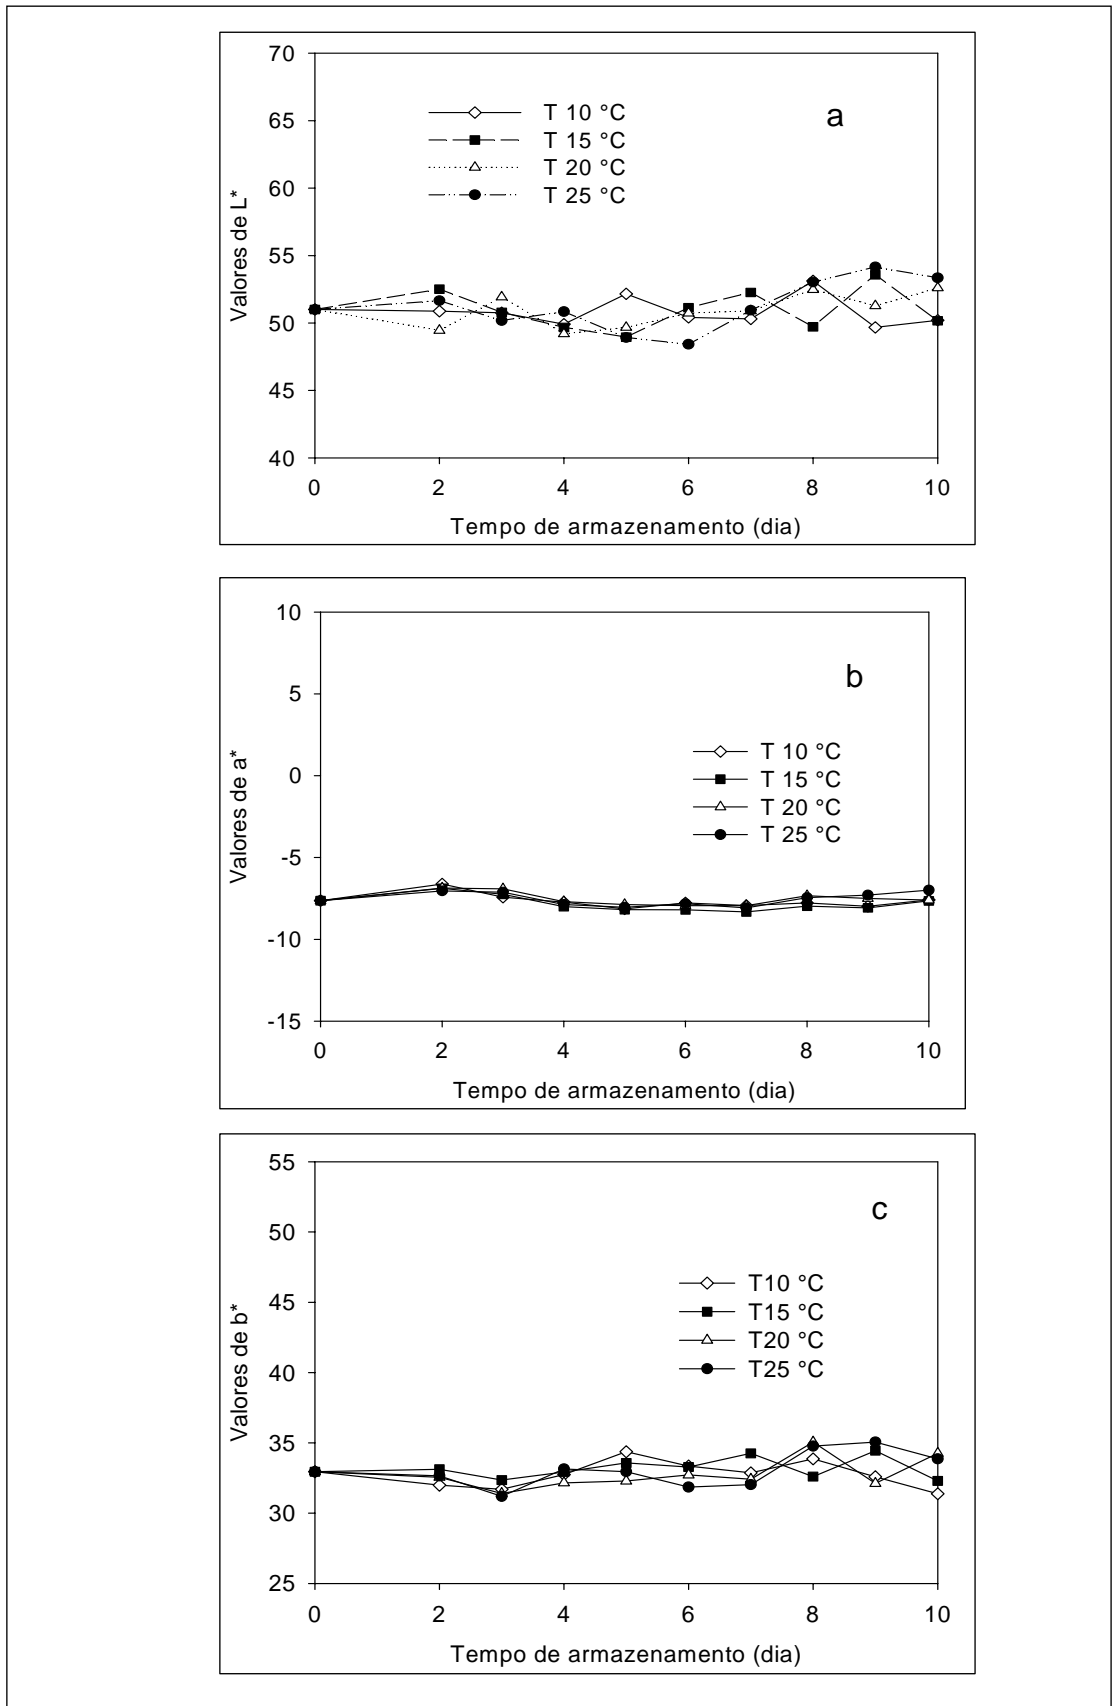 70
65
60
55
50
45
40
Valores de L*
T 10 °C
T 15 °C
T 20 °C
T 25 °C
a
0 2 4 6 8 10
Tempo de armazenamento (dia)
10
5
0
-5
-10
-15
Valores de a*
b
T 10 °C
T 15 °C
T 20 °C
T 25 °C
0 2 4 6 8 10
Tempo de armazenamento (dia)
55
50
45
40
35
30
25
Valores de b*
c
T10 °C
T15 °C
T20 °C
T25 °C
0 2 4 6 8 10
Tempo de armazenamento (dia)